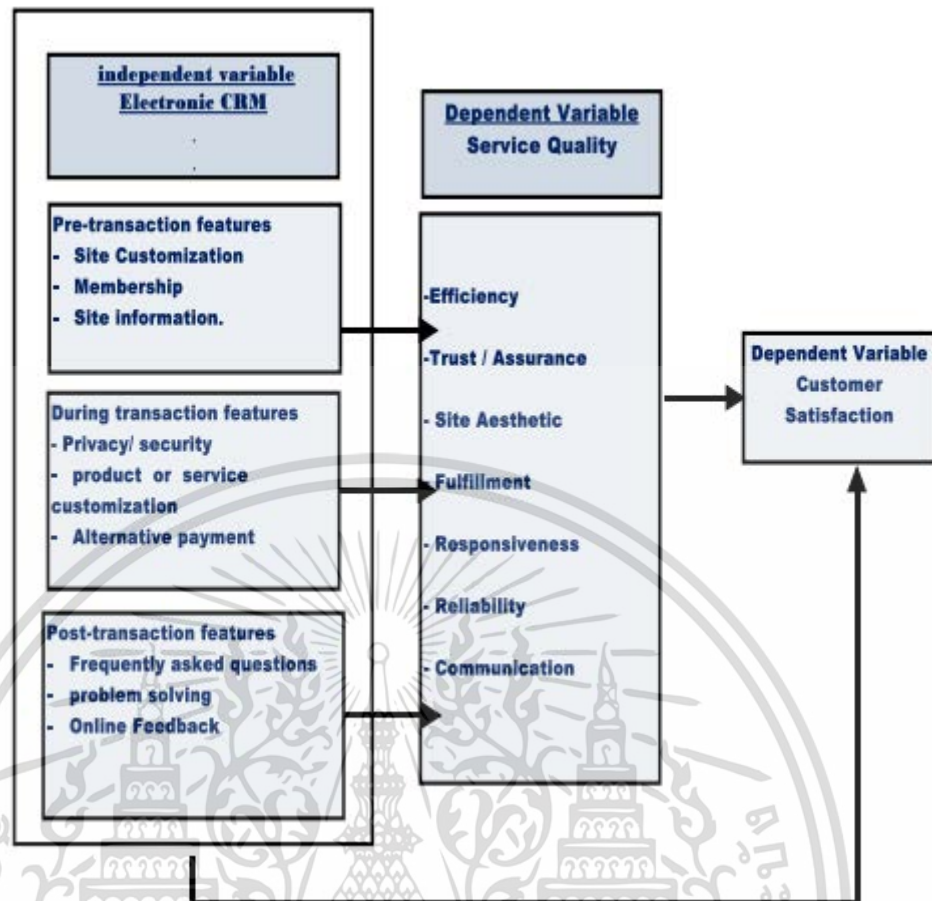 independent variable
Electronic CRM
.
.
Pre-transaction features
- Site Customization
- Membership
- Site information.
During transaction features
- Privacy/ security
- product or service
customization
- Alternative payment
Post-transaction features
- Frequently asked questions
- problem solving
- Online Feedback
Dependent Variable
Service Quality
-Efficiency
-Trust / Assurance
- Site Aesthetic
- Fulfillment
- Responsiveness
- Reliability
- Communication
Dependent Variable
Customer
Satisfaction